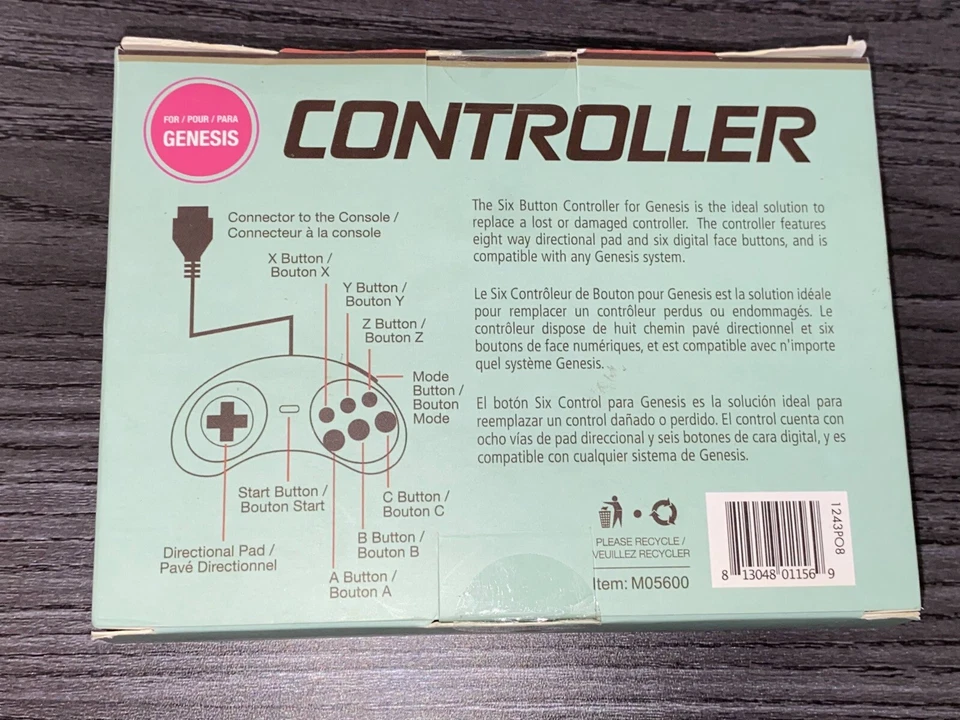 FOR / POUR / PARA
GENESIS
CONTROLLER
Connector to the Console /
Connecteur à la console
X Button /
Bouton X
Y Button /
Bouton Y
Z Button /
Bouton Z
Mode
Button /
Bouton
Mode
Start Button /
Bouton Start
C Button /
Bouton C
B Button /
Bouton B
Directional Pad /
Pavé Directionnel
A Button /
Bouton A
The Six Button Controller for Genesis is the ideal solution to
replace a lost or damaged controller. The controller features
eight way directional pad and six digital face buttons, and is
compatible with any Genesis system.
Le Six Contrôleur de Bouton pour Genesis est la solution idéale
pour remplacer un contrôleur perdus ou endommagés. Le
contrôleur dispose de huit chemin pavé directionnel et six
boutons de face numériques, et est compatible avec n'importe
quel système Genesis.
El botón Six Control para Genesis es la solución ideal para
reemplazar un control dañado o perdido. El control cuenta con
ocho vías de pad direccional y seis botones de cara digital, y es
compatible con cualquier sistema de Genesis.
PLEASE RECYCLE /
VEUILLEZ RECYCLER
Item: M05600
1243PO8
8 13048 01156 9